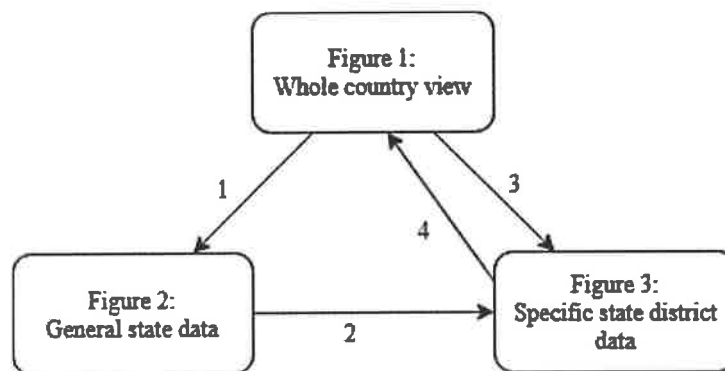 Figure 1:
Whole country view
1
3
4
Figure 2:
General state data
2
Figure 3:
Specific state district
data